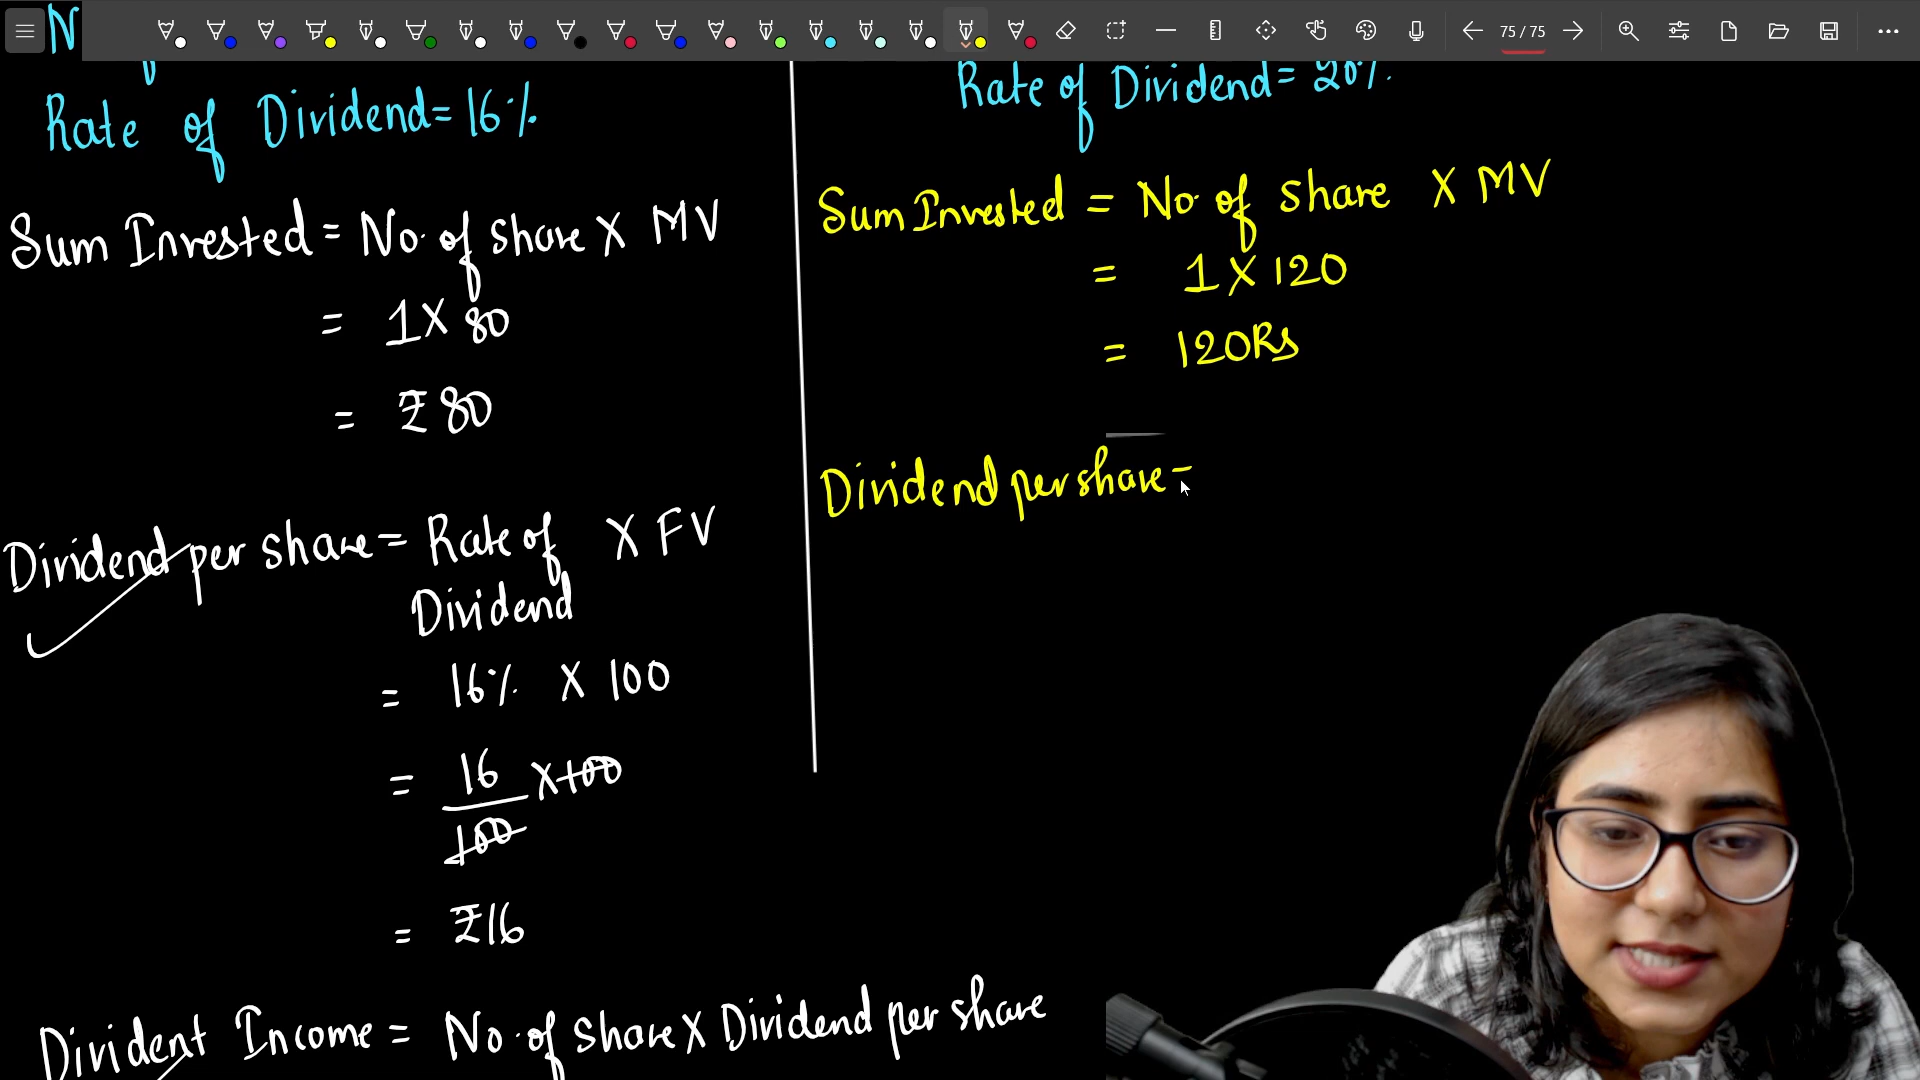 N
75 / 75
Rate of Dividend = 16%
Sum Invested = No. of share X MV
= 1 X 80
= ₹ 80
Dividend per share = Rate of Dividend X FV
= 16% X 100
= 16/100 X 100
= ₹16
Divident Income = No. of share X Dividend per share
Rate of Dividend = 20%.
Sum Invested = No. of share X MV
= 1 X 120
= 120Rs
Dividend per share =